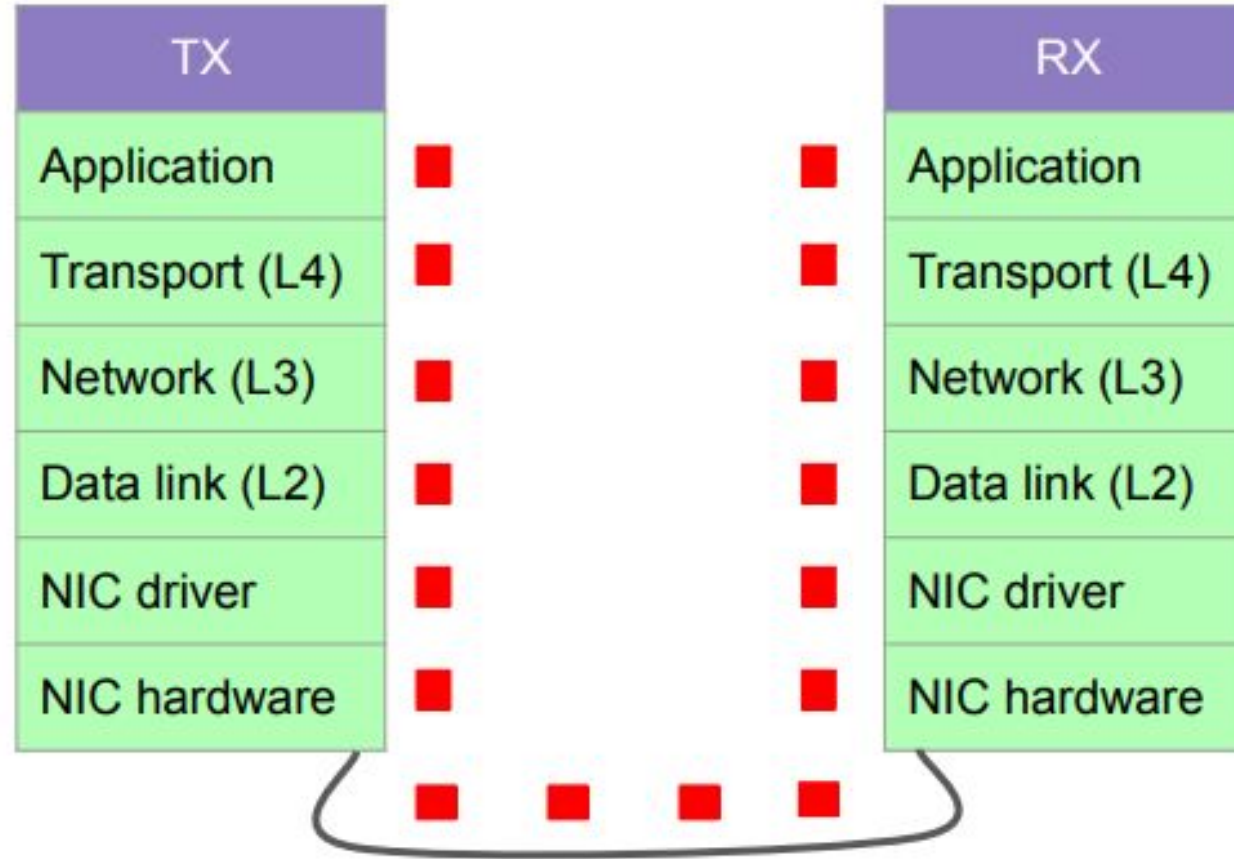 TX
Application
Transport (L4)
Network (L3)
Data link (L2)
NIC driver
NIC hardware
RX
Application
Transport (L4)
Network (L3)
Data link (L2)
NIC driver
NIC hardware